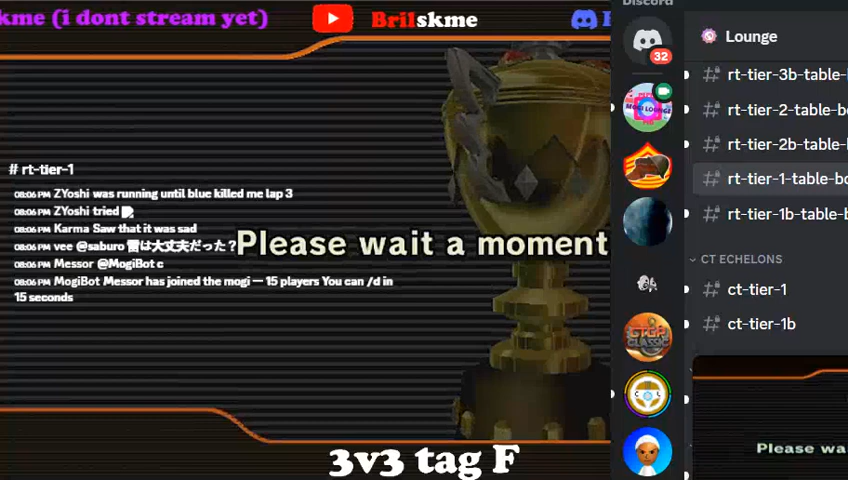 Discord
kme (i dont stream yet)
Brilskme
32
Lounge
rt-tier-3b-table-
rt-tier-2-table-bo
# rt-tier-1
rt-tier-2b-table-
08:06 PM ZYoshi was running until blue killed me lap 3
rt-tier-1-table-bo
08:06 PM ZYoshi tried
rt-tier-1b-table-b
08:06 PM Karma Saw that it was sad
08:06 PM vee @saburo 雷は大丈夫だった？
Please wait a moment
08:06 PM Messor @MogiBot c
CT ECHELONS
08:06 PM MogiBot Messor has joined the mogi — 15 players You can /d in
15 seconds
ct-tier-1
ct-tier-1b
CTGP
CLASSIC
Please wa
3v3 tag F